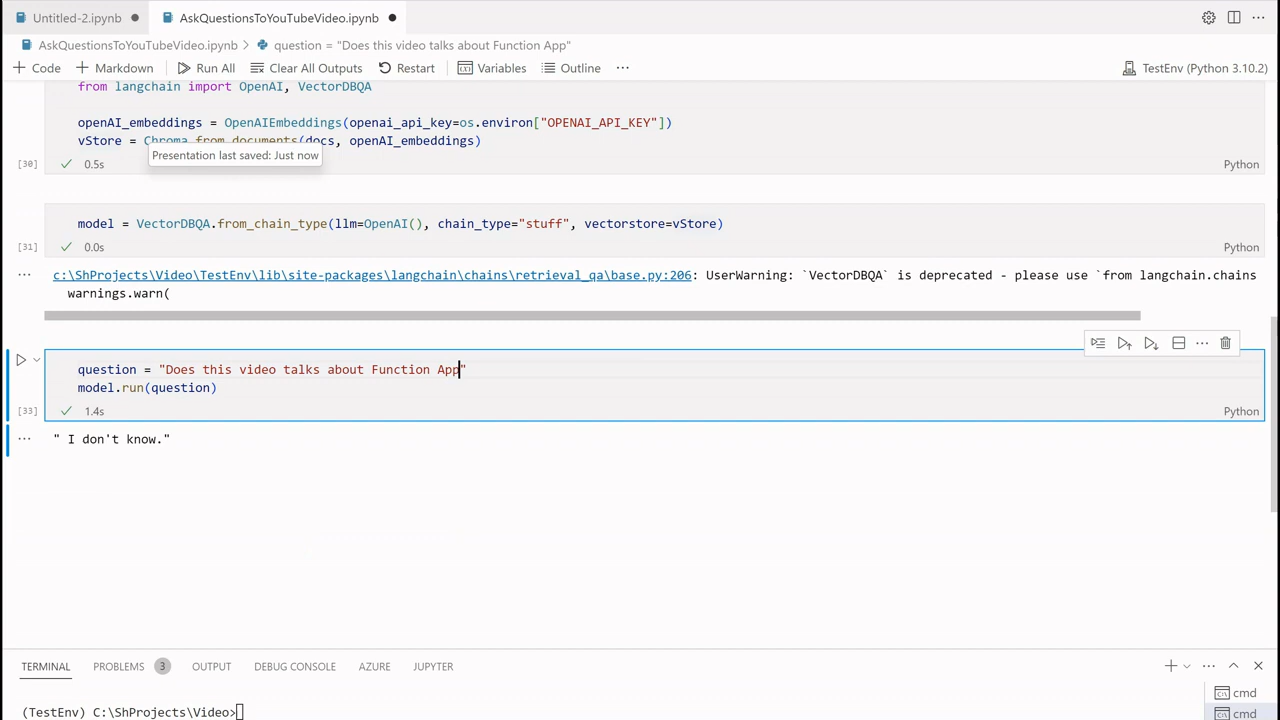 Untitled-2.ipynb
AskQuestionsToYouTubeVideo.ipynb
AskQuestionsToYouTubeVideo.ipynb > question = "Does this video talks about Function App"
+ Code + Markdown Run All Clear All Outputs Restart Variables Outline ... TestEnv (Python 3.10.2)
from langchain import OpenAI, VectorDBQA
openAI_embeddings = OpenAIEmbeddings(openai_api_key=os.environ["OPENAI_API_KEY"])
vStore = Chroma.from_documents(docs, openAI_embeddings)
Presentation last saved: Just now
[30] 0.5s Python
model = VectorDBQA.from_chain_type(llm=OpenAI(), chain_type="stuff", vectorstore=vStore)
[31] 0.0s Python
... c:\ShProjects\Video\TestEnv\lib\site-packages\langchain\chains\retrieval_qa\base.py:206: UserWarning: `VectorDBQA` is deprecated - please use `from langchain.chains
warnings.warn(
question = "Does this video talks about Function App"
model.run(question)
[33] 1.4s Python
... " I don't know."
TERMINAL PROBLEMS 3 OUTPUT DEBUG CONSOLE AZURE JUPYTER
cmd
(TestEnv) C:\ShProjects\Video>
cmd